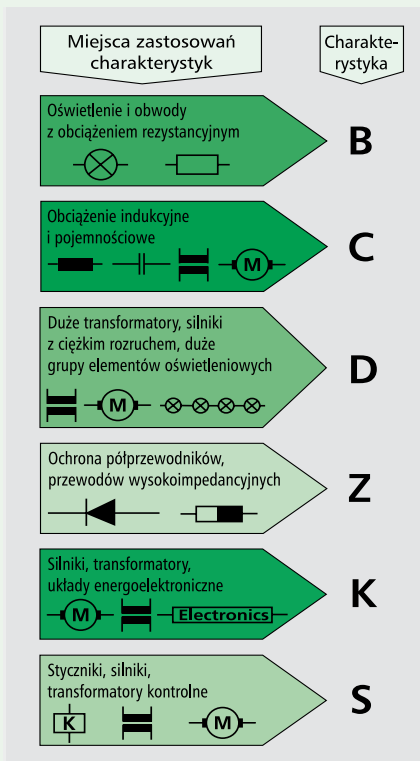 Miejsca zastosowań
charakterystyk
Charakte-
rystyka
Oświetlenie i obwody
z obciążeniem rezystancyjnym
B
Obciążenie indukcyjne
i pojemnościowe
M
C
Duże transformatory, silniki
z ciężkim rozruchem, duże
grupy elementów oświetleniowych
M
D
Ochrona półprzewodników,
przewodów wysokoimpedancyjnych
Z
Silniki, transformatory,
układy energoelektroniczne
M
Electronics
K
Styczniki, silniki,
transformatory kontrolne
K
M
S